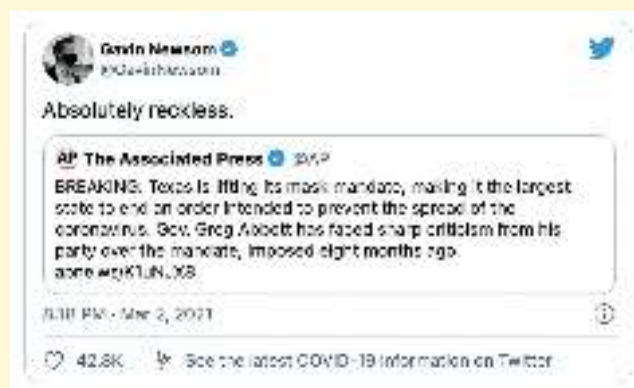 Gavin Newsom
@GavinNewsom
Absolutely reckless.
AP The Associated Press @AP
BREAKING: Texas is lifting its mask mandate, making it the largest
state to end an order intended to prevent the spread of the
coronavirus. Gov. Greg Abbott has faced sharp criticism from his
party over the mandate, imposed eight months ago.
PM · Mar 2, 2021
42.8K See the latest COVID-19 information on Twitter